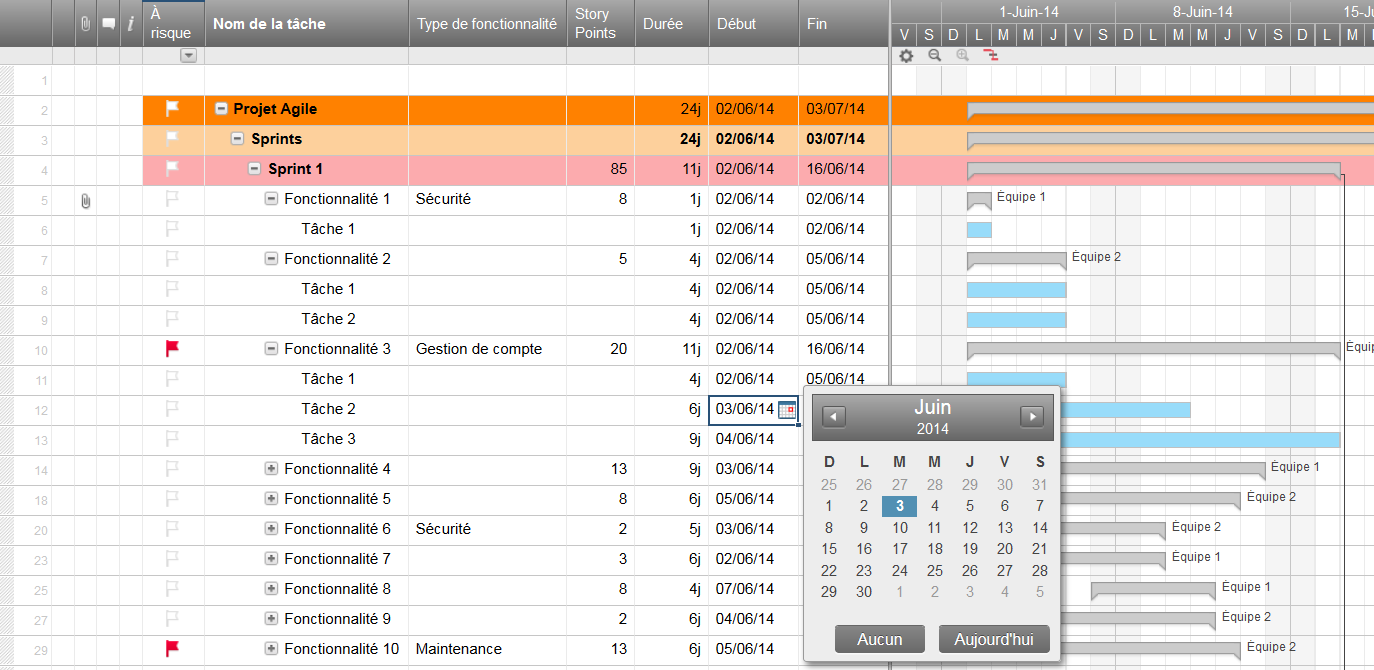 1-Juin-14 8-Juin-14
À risque Nom de la tâche Type de fonctionnalité Story Points Durée Début Fin V S D L M M J V S D L M M J V S D L M
1
2 Projet Agile 24j 02/06/14 03/07/14
3 Sprints 24j 02/06/14 03/07/14
4 Sprint 1 85 11j 02/06/14 16/06/14
5 Fonctionnalité 1 Sécurité 8 1j 02/06/14 02/06/14 Équipe 1
6 Tâche 1 1j 02/06/14 02/06/14
7 Fonctionnalité 2 5 4j 02/06/14 05/06/14 Équipe 2
8 Tâche 1 4j 02/06/14 05/06/14
9 Tâche 2 4j 02/06/14 05/06/14
10 Fonctionnalité 3 Gestion de compte 20 11j 02/06/14 16/06/14
11 Tâche 1 4j 02/06/14 05/06/14
12 Tâche 2 6j 03/06/14
13 Tâche 3 9j 04/06/14
14 Fonctionnalité 4 13 9j 03/06/14 Équipe 1
18 Fonctionnalité 5 8 6j 05/06/14 Équipe 2
20 Fonctionnalité 6 Sécurité 2 5j 03/06/14 Équipe 2
23 Fonctionnalité 7 3 6j 02/06/14 Équipe 1
25 Fonctionnalité 8 8 4j 07/06/14 Équipe 1
27 Fonctionnalité 9 2 6j 04/06/14 Équipe 2
29 Fonctionnalité 10 Maintenance 13 6j 05/06/14 Équipe 2
Juin
2014
D L M M J V S
25 26 27 28 29 30 31
1 2 3 4 5 6 7
8 9 10 11 12 13 14
15 16 17 18 19 20 21
22 23 24 25 26 27 28
29 30 1 2 3 4 5
Aucun Aujourd'hui